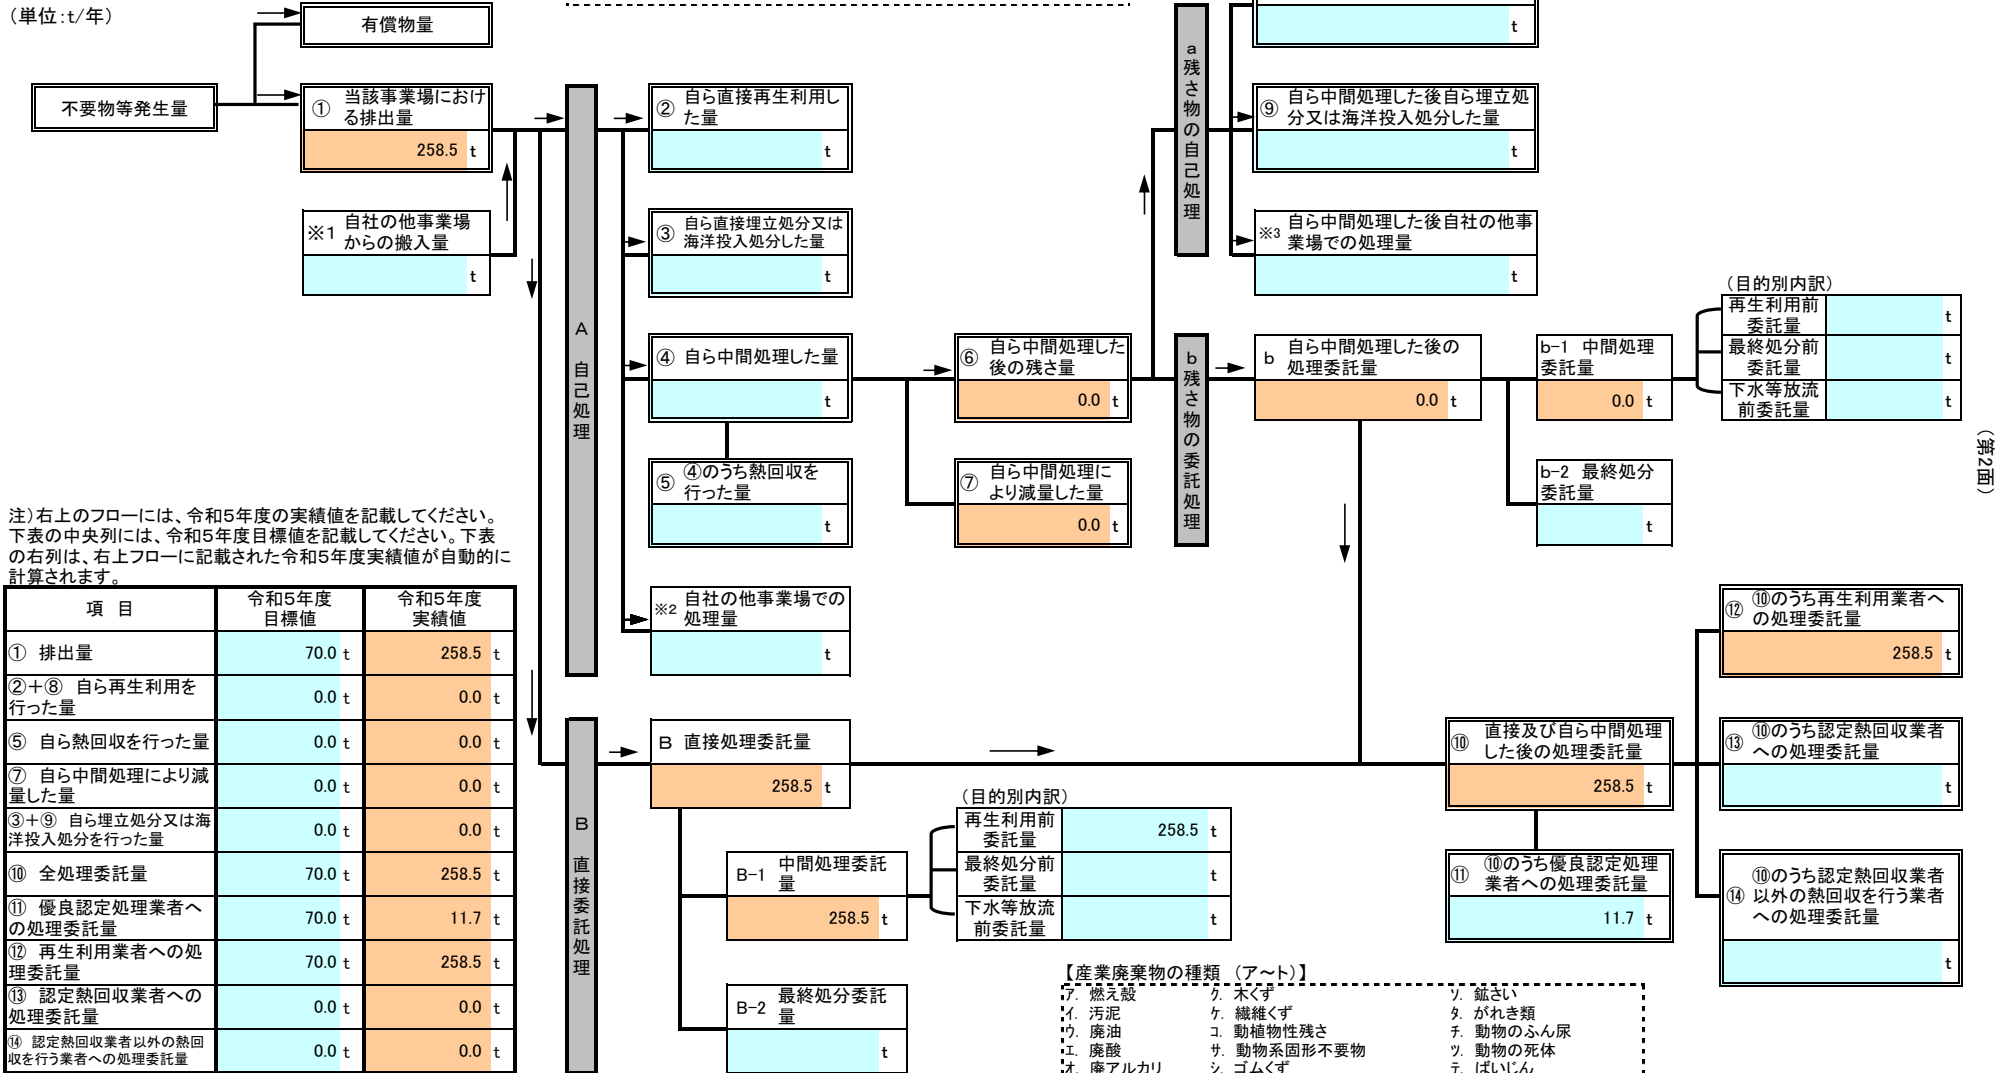 （単位：t/年）
有償物量
不要物等発生量
① 当該事業場におけ
る排出量
258.5 t
※1 自社の他事業場
からの搬入量
t
A 自己処理
② 自ら直接再生利用し
た量
t
③ 自ら直接埋立処分又は
海洋投入処分した量
t
④ 自ら中間処理した量
t
⑤ ④のうち熱回収を
行った量
t
※2 自社の他事業場での
処理量
t
⑥ 自ら中間処理した
後の残さ量
0.0 t
⑦ 自ら中間処理に
より減量した量
0.0 t
a 残さ物の自己処理
t
⑨ 自ら中間処理した後自ら埋立処
分又は海洋投入処分した量
t
※3 自ら中間処理した後自社の他事
業場での処理量
t
b 残さ物の委託処理
b 自ら中間処理した後の
処理委託量
0.0 t
b-1 中間処理
委託量
0.0 t
b-2 最終処分
委託量
t
（目的別内訳）
再生利用前
委託量
t
最終処分前
委託量
t
下水等放流
前委託量
t
（第2面）
注）右上のフローには、令和5年度の実績値を記載してください。
下表の中央列には、令和5年度目標値を記載してください。下表
の右列は、右上フローに記載された令和5年度実績値が自動的に
計算されます。
項 目 令和5年度 令和5年度
目標値 実績値
① 排出量 70.0 t 258.5 t
②＋⑧ 自ら再生利用を
行った量 0.0 t 0.0 t
⑤ 自ら熱回収を行った量 0.0 t 0.0 t
⑦ 自ら中間処理により減
量した量 0.0 t 0.0 t
③＋⑨ 自ら埋立処分又は海
洋投入処分を行った量 0.0 t 0.0 t
⑩ 全処理委託量 70.0 t 258.5 t
⑪ 優良認定処理業者へ
の処理委託量 70.0 t 11.7 t
⑫ 再生利用業者への処
理委託量 70.0 t 258.5 t
⑬ 認定熱回収業者への
処理委託量 0.0 t 0.0 t
⑭ 認定熱回収業者以外の熱回
収を行う業者への処理委託量 0.0 t 0.0 t
B 直接委託処理
B 直接処理委託量
258.5 t
B-1 中間処理委託
量
258.5 t
B-2 最終処分委託
量
t
（目的別内訳）
再生利用前
委託量
258.5 t
最終処分前
委託量
t
下水等放流
前委託量
t
⑩ 直接及び自ら中間処理
した後の処理委託量
258.5 t
⑪ ⑩のうち優良認定処理
業者への処理委託量
11.7 t
⑫ ⑩のうち再生利用業者へ
の処理委託量
258.5 t
⑬ ⑩のうち認定熱回収業者
への処理委託量
t
⑭ ⑩のうち認定熱回収業者
以外の熱回収を行う業者
への処理委託量
t
【産業廃棄物の種類 （ア～ト）】
ア. 燃え殻 ク. 木くず ソ. 鉱さい
イ. 汚泥 ケ. 繊維くず タ. がれき類
ウ. 廃油 コ. 動植物性残さ チ. 動物のふん尿
エ. 廃酸 サ. 動物系固形不要物 ツ. 動物の死体
オ. 廃アルカリ シ. ゴムくず テ. ばいじん